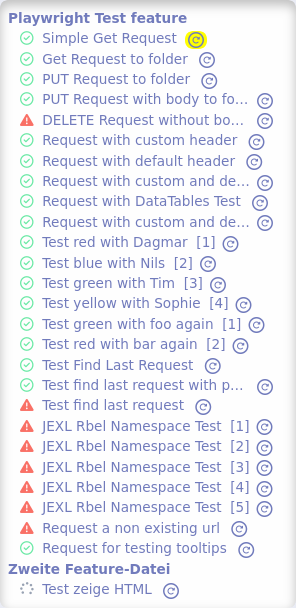 Playwright Test feature
Simple Get Request
Get Request to folder
PUT Request to folder
PUT Request with body to fo...
DELETE Request without bo...
Request with custom header
Request with default header
Request with custom and de...
Request with DataTables Test
Request with custom and de...
Test red with Dagmar [1]
Test blue with Nils [2]
Test green with Tim [3]
Test yellow with Sophie [4]
Test green with foo again [1]
Test red with bar again [2]
Test Find Last Request
Test find last request with p...
Test find last request
JEXL Rbel Namespace Test [1]
JEXL Rbel Namespace Test [2]
JEXL Rbel Namespace Test [3]
JEXL Rbel Namespace Test [4]
JEXL Rbel Namespace Test [5]
Request a non existing url
Request for testing tooltips
Zweite Feature-Datei
Test zeige HTML